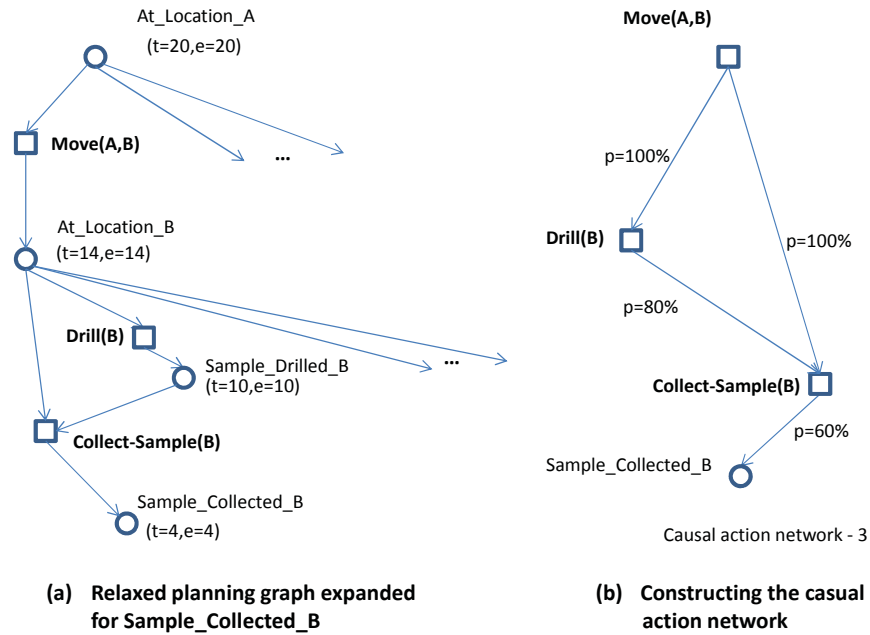 At_Location_A
(t=20,e=20)
Move(A,B)
...
At_Location_B
(t=14,e=14)
Drill(B)
...
Sample_Drilled_B
(t=10,e=10)
Collect-Sample(B)
Sample_Collected_B
(t=4,e=4)
(a) Relaxed planning graph expanded
for Sample_Collected_B
Move(A,B)
p=100%
Drill(B)
p=100%
p=80%
Collect-Sample(B)
p=60%
Sample_Collected_B
Causal action network - 3
(b) Constructing the casual
action network